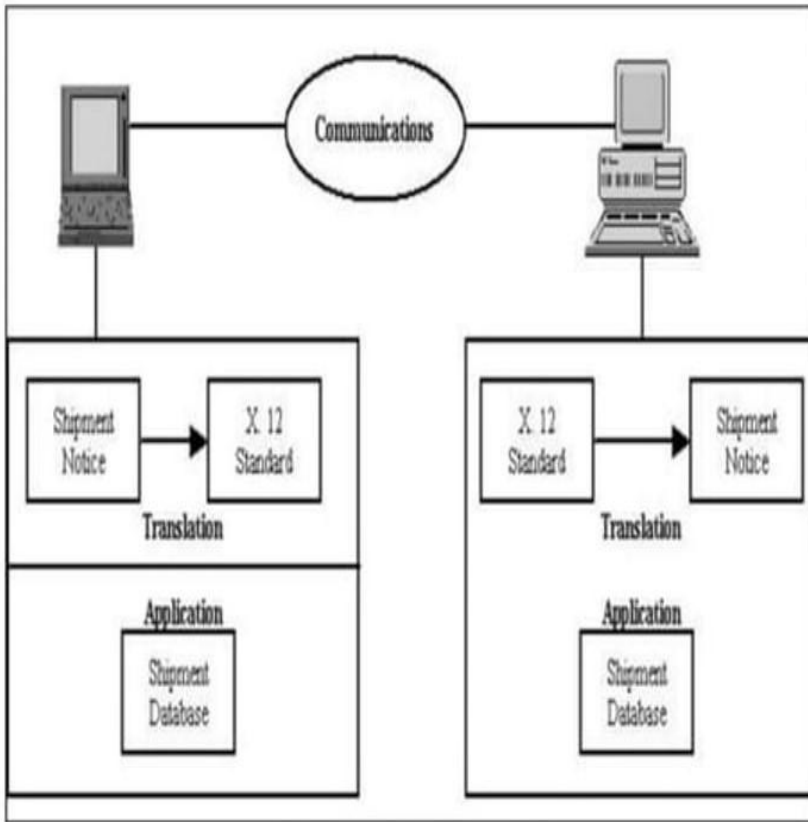 Communications
Shipment
Notice
X. 12
Standard
Translation
Application
Shipment
Database
X. 12
Standard
Shipment
Notice
Translation
Application
Shipment
Database